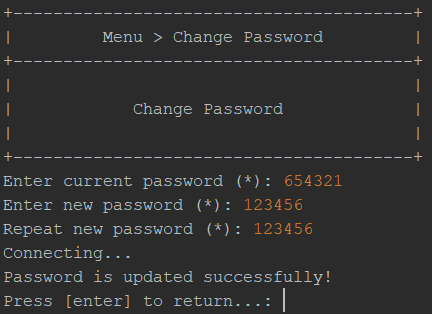 Menu > Change Password
Change Password
Enter current password (*): 654321
Enter new password (*): 123456
Repeat new password (*): 123456
Connecting...
Password is updated successfully!
Press [enter] to return...: